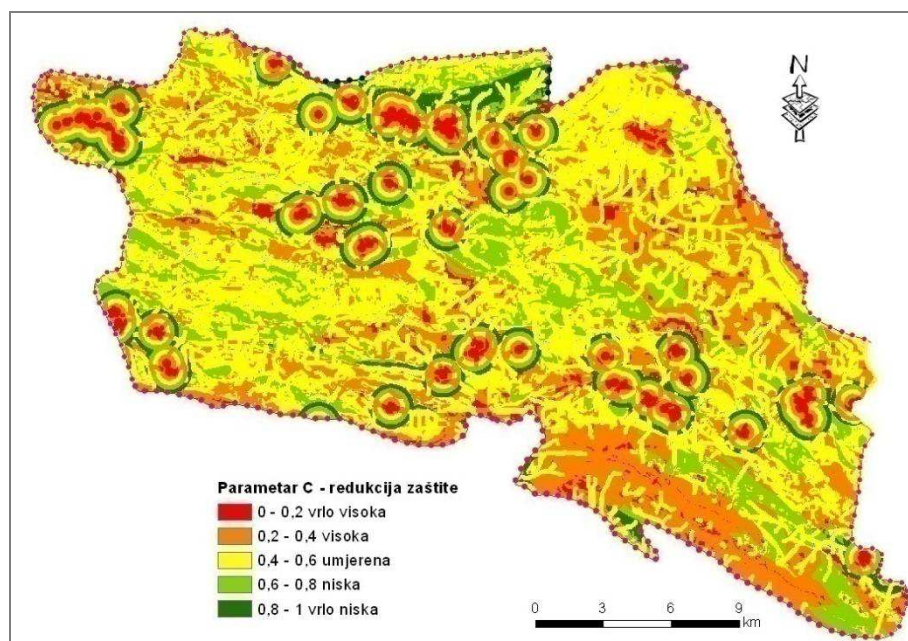 N
Parametar C - redukcija zaštite
0 - 0,2 vrlo visoka
0,2 - 0,4 visoka
0,4 - 0,6 umjerena
0,6 - 0,8 niska
0,8 - 1 vrlo niska
0 3 6 9
km